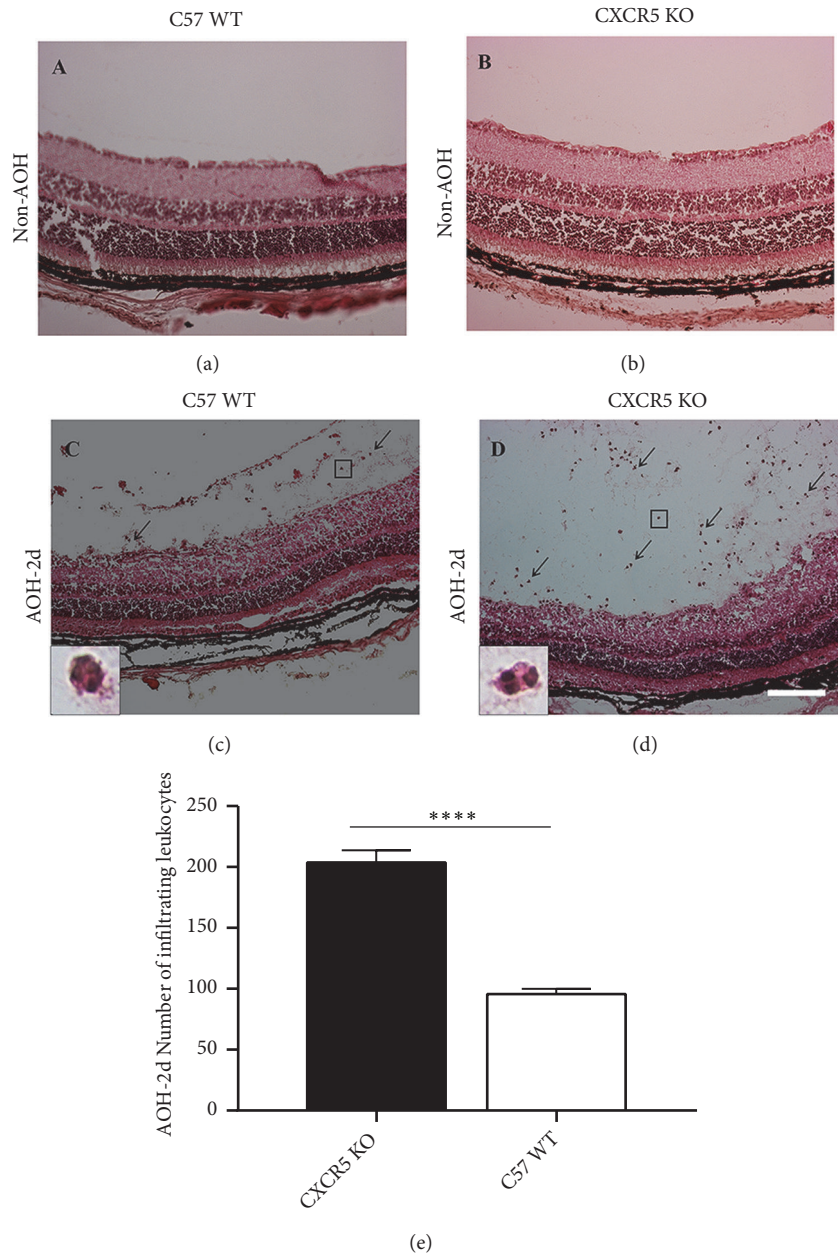 C57 WT
CXCR5 KO
A
B
Non-AOH
Non-AOH
(a)
(b)
C57 WT
CXCR5 KO
C
D
AOH-2d
AOH-2d
(c)
(d)
AOH-2d Number of infiltrating leukocytes
250
200
150
100
50
0
****
CXCR5 KO
C57 WT
(e)